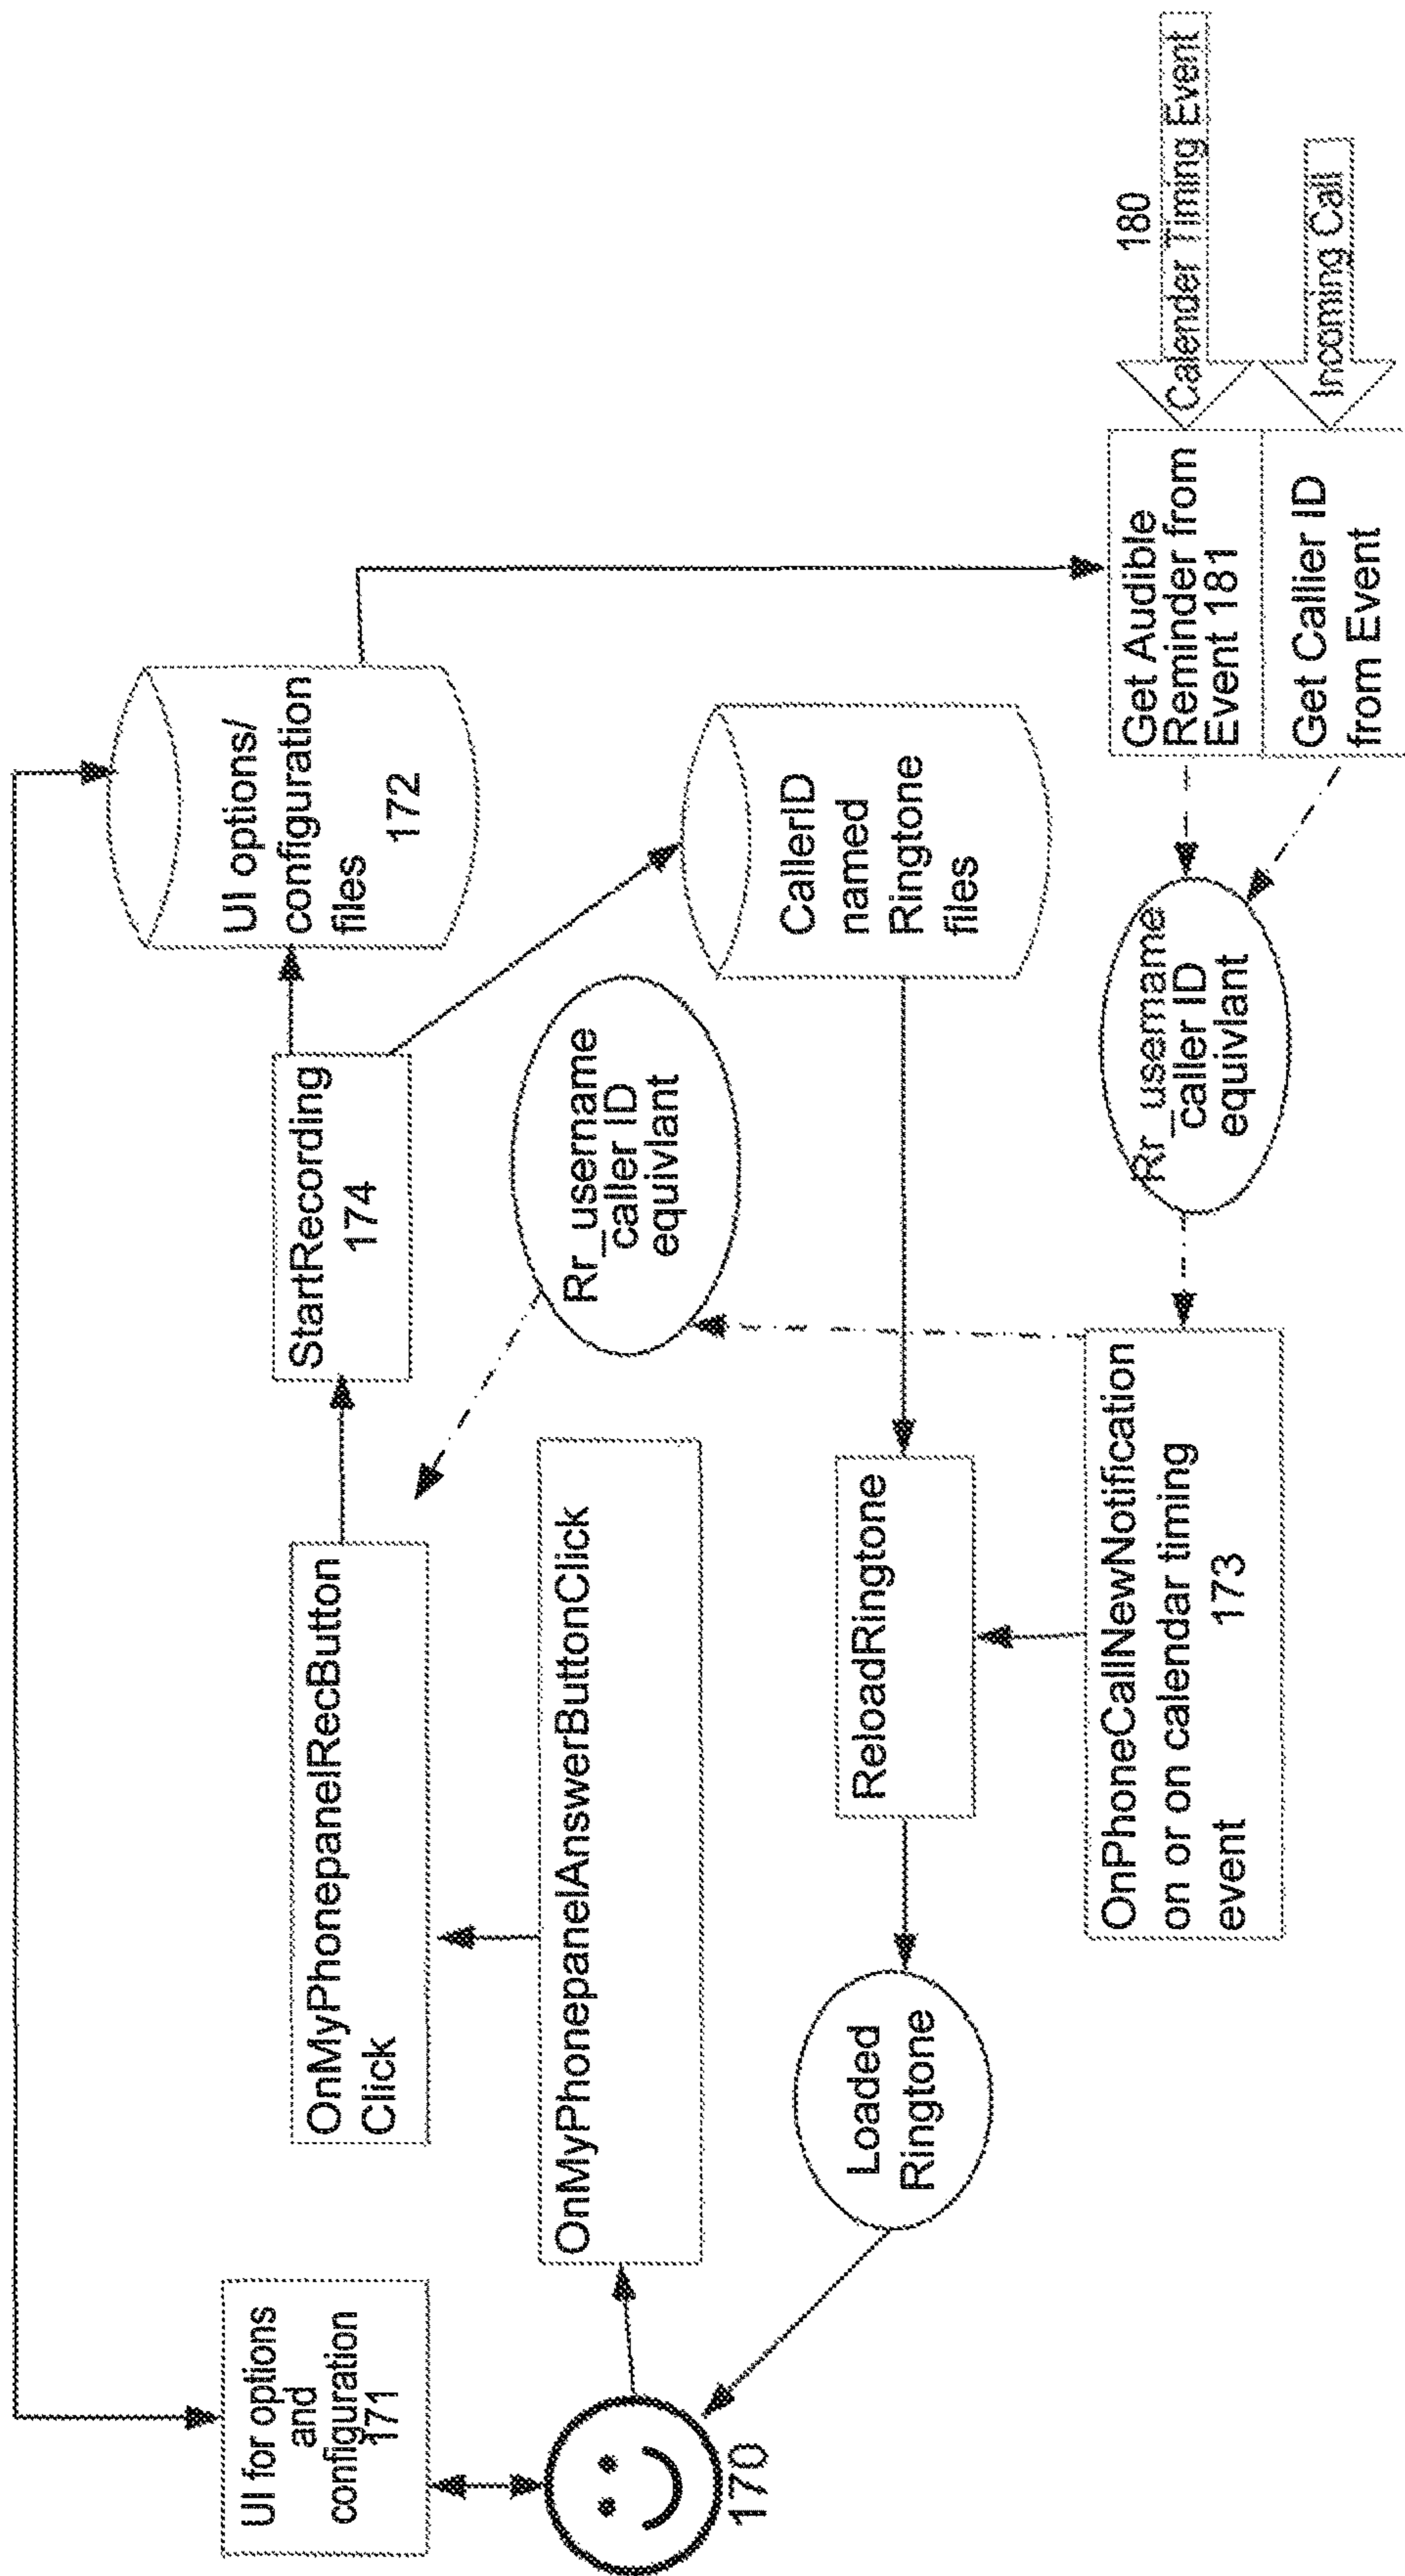 UI for options
and
configuration
171
170
OnMyPhonepanelRecButton
Click
StartRecording
174
UI options/
configuration
files
172
OnMyPhonepanelAnswerButtonClick
Rr_username
_caller ID
equivlant
CallerID
named
Ringtone
files
Loaded
Ringtone
ReloadRingtone
OnPhoneCallNewNotification
on or on calendar timing
event
173
Rr_username
_caller ID
equivlant
Get Audible
Reminder from
Event 181
Get Callier ID
from Event
180
Calender Timing Event
Incoming Call